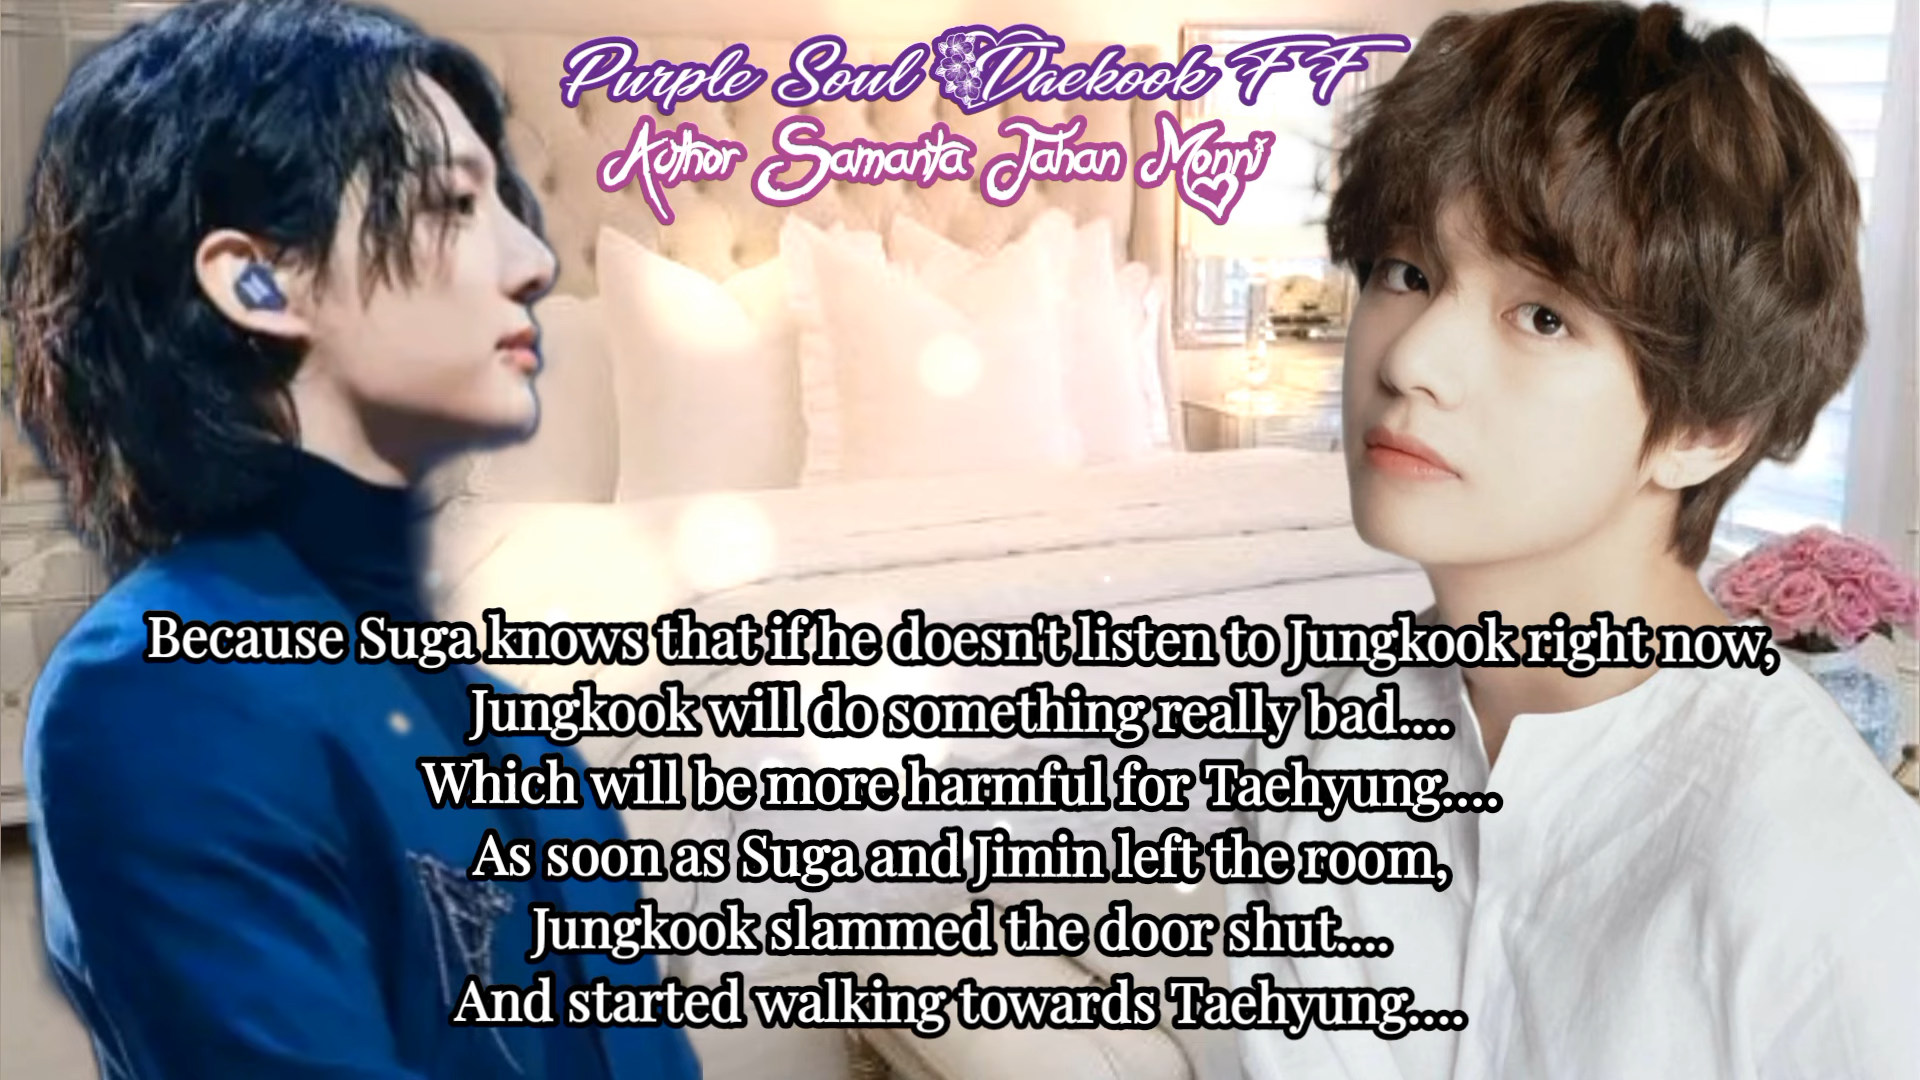 Purple Soul Daekook FF
Author Samanta Jahan Monni
Because Suga knows that if he doesn't listen to Jungkook right now,
Jungkook will do something really bad....
Which will be more harmful for Taehyung....
As soon as Suga and Jimin left the room,
Jungkook slammed the door shut....
And started walking towards Taehyung....